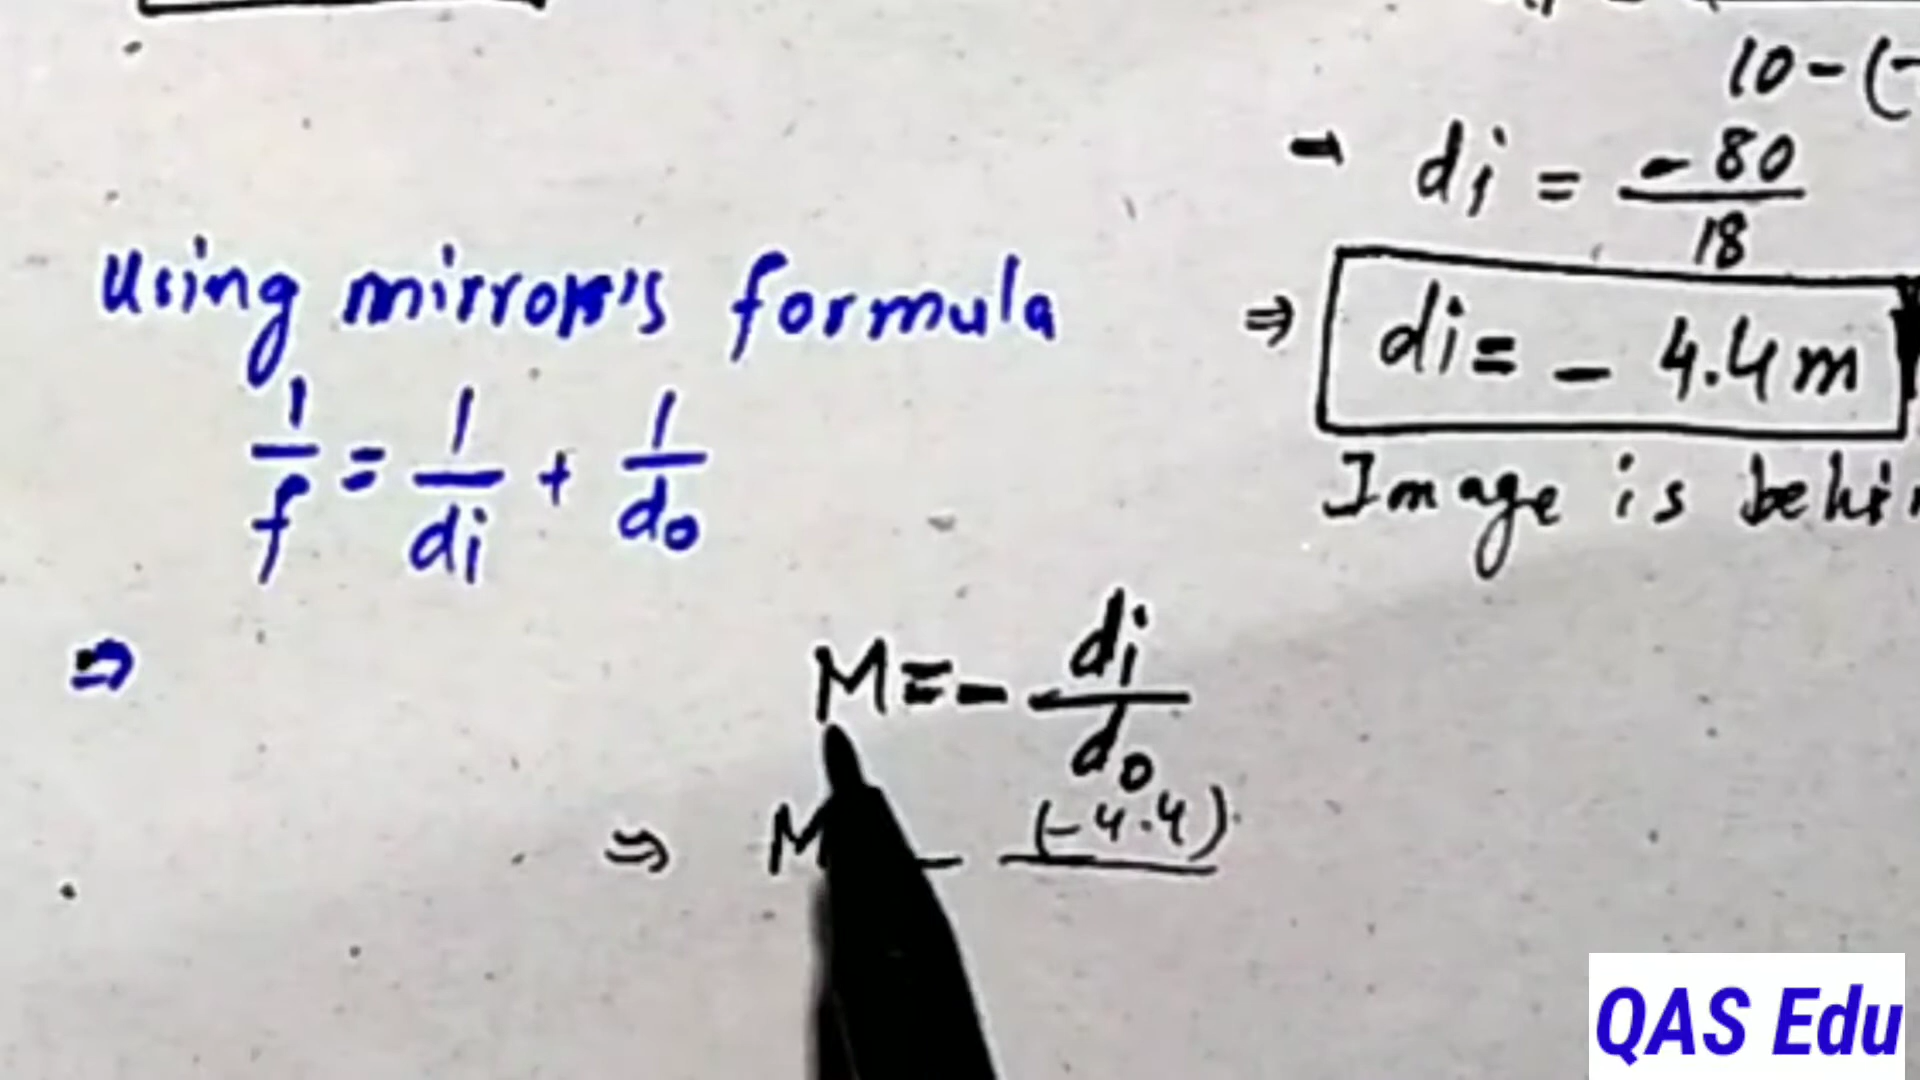 Using mirror's formula
1/f = 1/di + 1/do
⇒
10 - (-
di = -80/18
⇒ di = - 4.4 m
Image is behi
M = - di/do
⇒ M - (-4.4)
QAS Edu